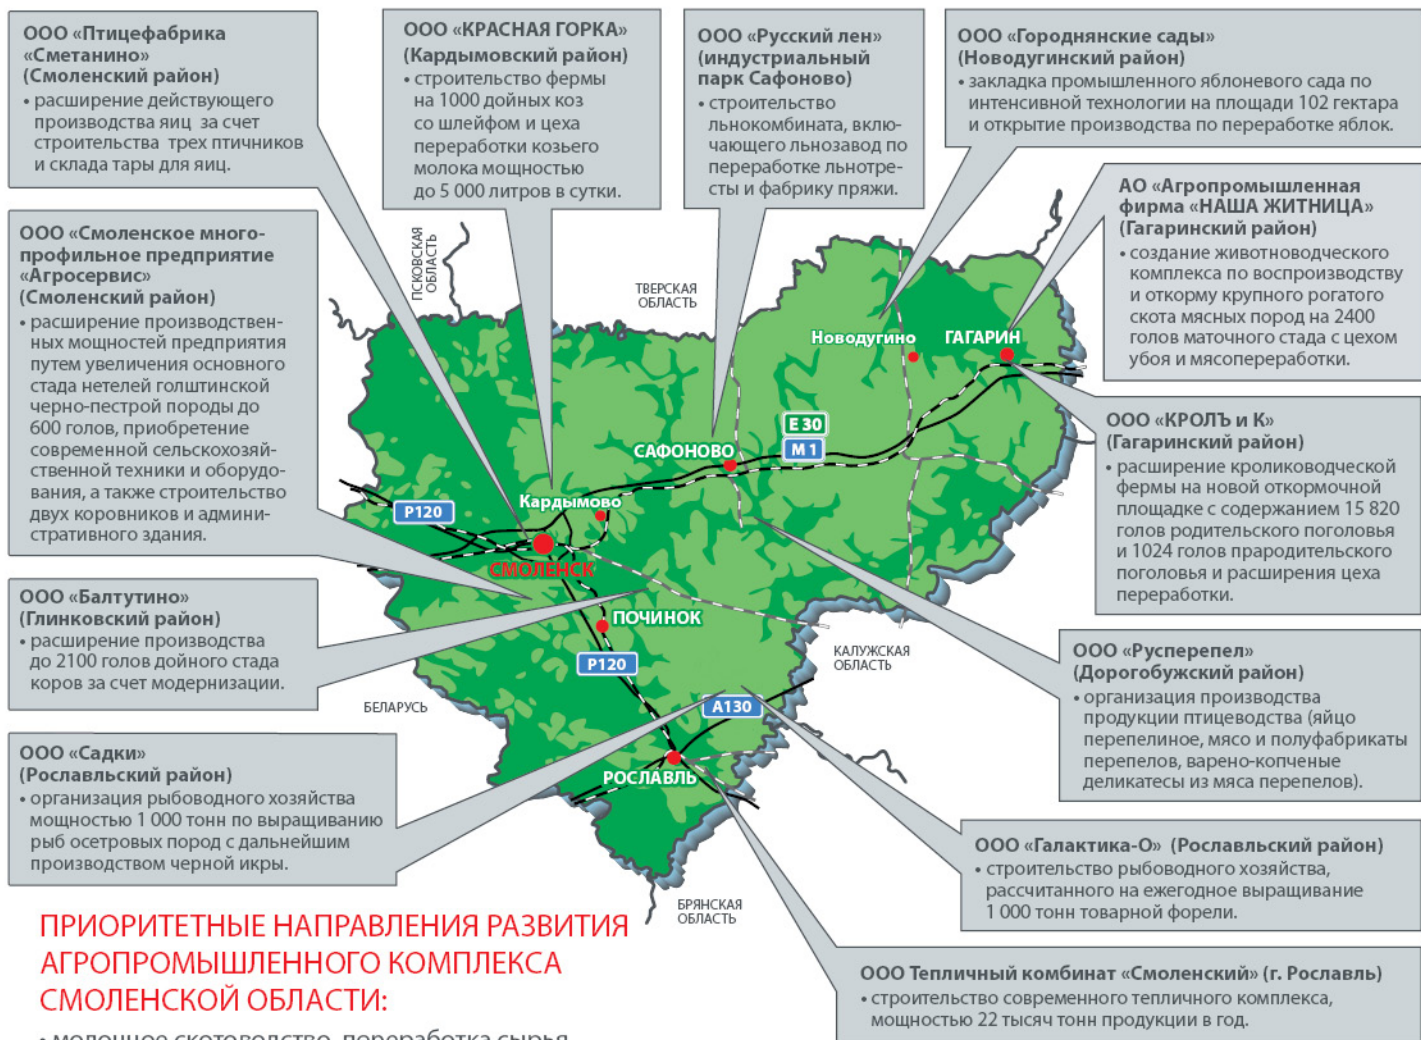 ООО «Птицефабрика
«Сметанино»
(Смоленский район)
• расширение действующего
производства яиц за счет
строительства трех птичников
и склада тары для яиц.
ООО «КРАСНАЯ ГОРКА»
(Кардымовский район)
• строительство фермы
на 1000 дойных коз
со шлейфом и цеха
переработки козьего
молока мощностью
до 5 000 литров в сутки.
ООО «Русский лен»
(индустриальный
парк Сафоново)
• строительство
льнокомбината, вклю-
чающего льнозавод по
переработке льнотре-
сты и фабрику пряжи.
ООО «Городнянские сады»
(Новодугинский район)
• закладка промышленного яблоневого сада по
интенсивной технологии на площади 102 гектара
и открытие производства по переработке яблок.
АО «Агропромышленная
фирма «НАША ЖИТНИЦА»
(Гагаринский район)
• создание животноводческого
комплекса по воспроизводству
и откорму крупного рогатого
скота мясных пород на 2400
голов маточного стада с цехом
убоя и мясопереработки.
ООО «Смоленское много-
профильное предприятие
«Агросервис»
(Смоленский район)
• расширение производствен-
ных мощностей предприятия
путем увеличения основного
стада нетелей голштинской
черно-пестрой породы до
600 голов, приобретение
современной сельскохозяй-
ственной техники и оборудо-
вания, а также строительство
двух коровников и админи-
стративного здания.
ПСКОВСКАЯ
ОБЛАСТЬ
ТВЕРСКАЯ
ОБЛАСТЬ
Новодугино
ГАГАРИН
E 30
M 1
САФОНОВО
Кардымово
P120
СМОЛЕНСК
ПОЧИНОК
P120
A130
РОСЛАВЛЬ
БЕЛАРУСЬ
КАЛУЖСКАЯ
ОБЛАСТЬ
БРЯНСКАЯ
ОБЛАСТЬ
ООО «КРОЛЪ и К»
(Гагаринский район)
• расширение кролиководческой
фермы на новой откормочной
площадке с содержанием 15 820
голов родительского поголовья
и 1024 голов прародительского
поголовья и расширения цеха
переработки.
ООО «Балтутино»
(Глинковский район)
• расширение производства
до 2100 голов дойного стада
коров за счет модернизации.
ООО «Русперепел»
(Дорогобужский район)
• организация производства
продукции птицеводства (яйцо
перепелиное, мясо и полуфабрикаты
перепелов, варено-копченые
деликатесы из мяса перепелов).
ООО «Садки»
(Рославльский район)
• организация рыбоводного хозяйства
мощностью 1 000 тонн по выращиванию
рыб осетровых пород с дальнейшим
производством черной икры.
ООО «Галактика-О» (Рославльский район)
• строительство рыбоводного хозяйства,
рассчитанного на ежегодное выращивание
1 000 тонн товарной форели.
ООО Тепличный комбинат «Смоленский» (г. Рославль)
• строительство современного тепличного комплекса,
мощностью 22 тысяч тонн продукции в год.
ПРИОРИТЕТНЫЕ НАПРАВЛЕНИЯ РАЗВИТИЯ
АГРОПРОМЫШЛЕННОГО КОМПЛЕКСА
СМОЛЕНСКОЙ ОБЛАСТИ:
• молочное скотоводство, переработка сырья